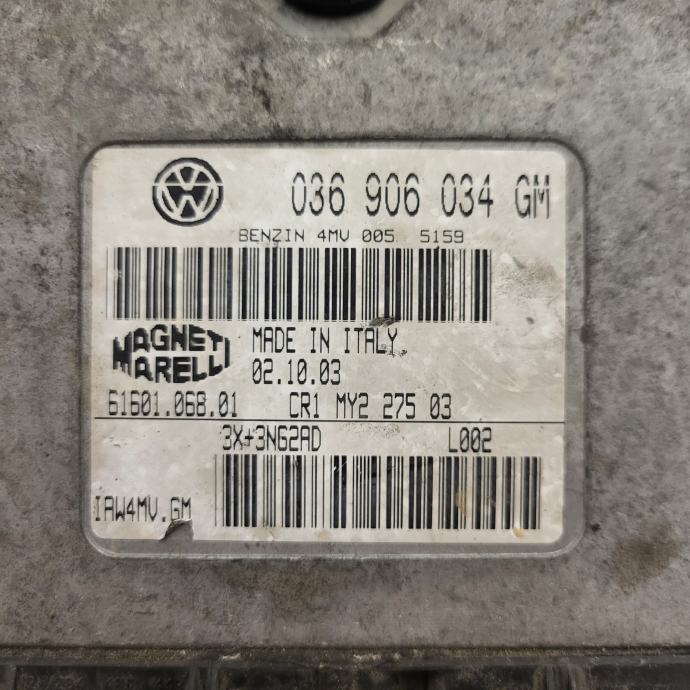 036 906 034 GM
BENZIN 4MV 005 5159
MAGNETI
MARELLI
MADE IN ITALY
02.10.03
61601.068.01 CR1 MY2 275 03
3X+3NG2AD L002
IAW4MV.GM